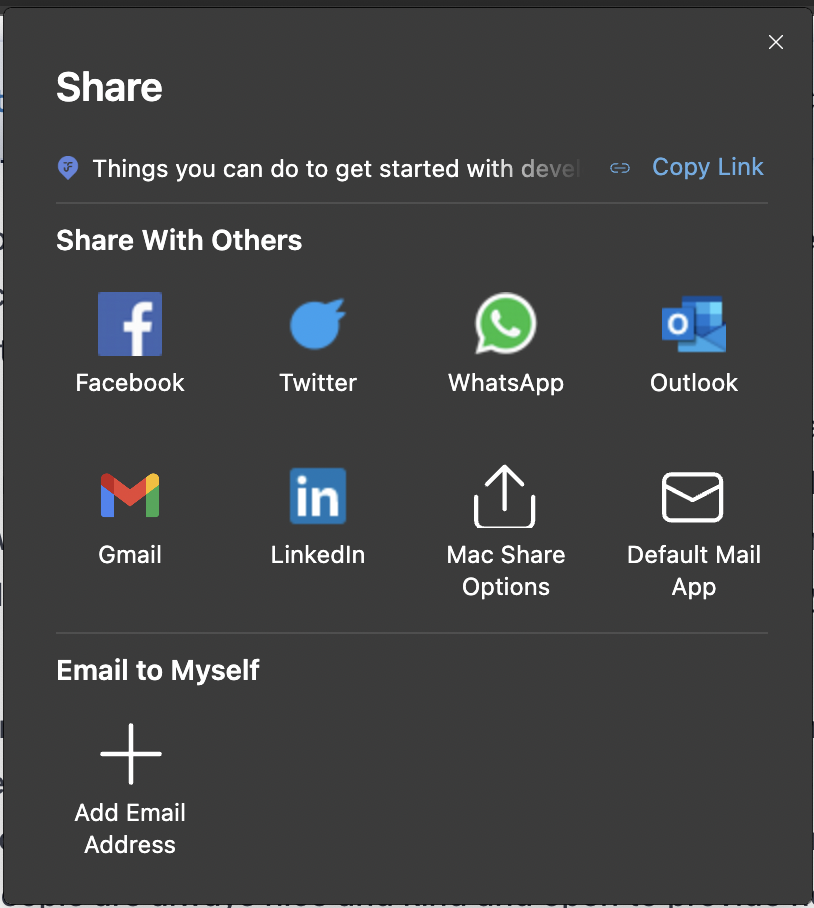 Share
Things you can do to get started with devel
Copy Link
Share With Others
Facebook
Twitter
WhatsApp
Outlook
Gmail
LinkedIn
Mac Share
Options
Default Mail
App
Email to Myself
Add Email
Address